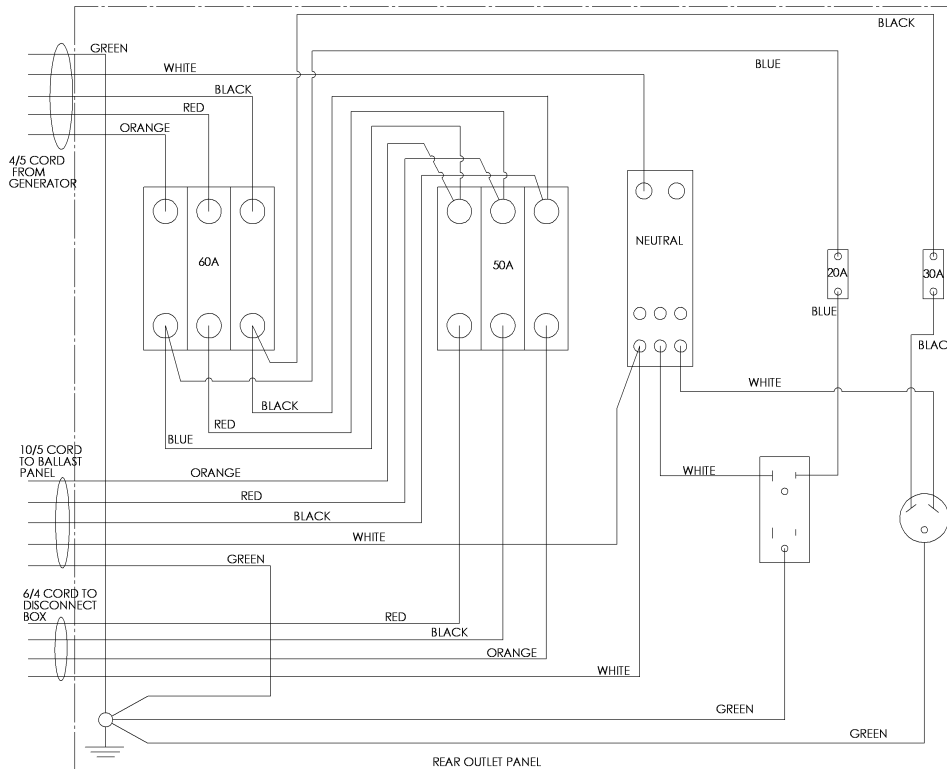 BLACK
GREEN
WHITE
BLUE
BLACK
RED
ORANGE
4/5 CORD
FROM
GENERATOR
NEUTRAL
60A
50A
20A
30A
BLUE
BLAC
WHITE
BLACK
RED
BLUE
10/5 CORD
TO BALLAST
PANEL
ORANGE
WHITE
RED
BLACK
WHITE
GREEN
6/4 CORD TO
DISCONNECT
BOX
RED
BLACK
ORANGE
WHITE
GREEN
GREEN
REAR OUTLET PANEL